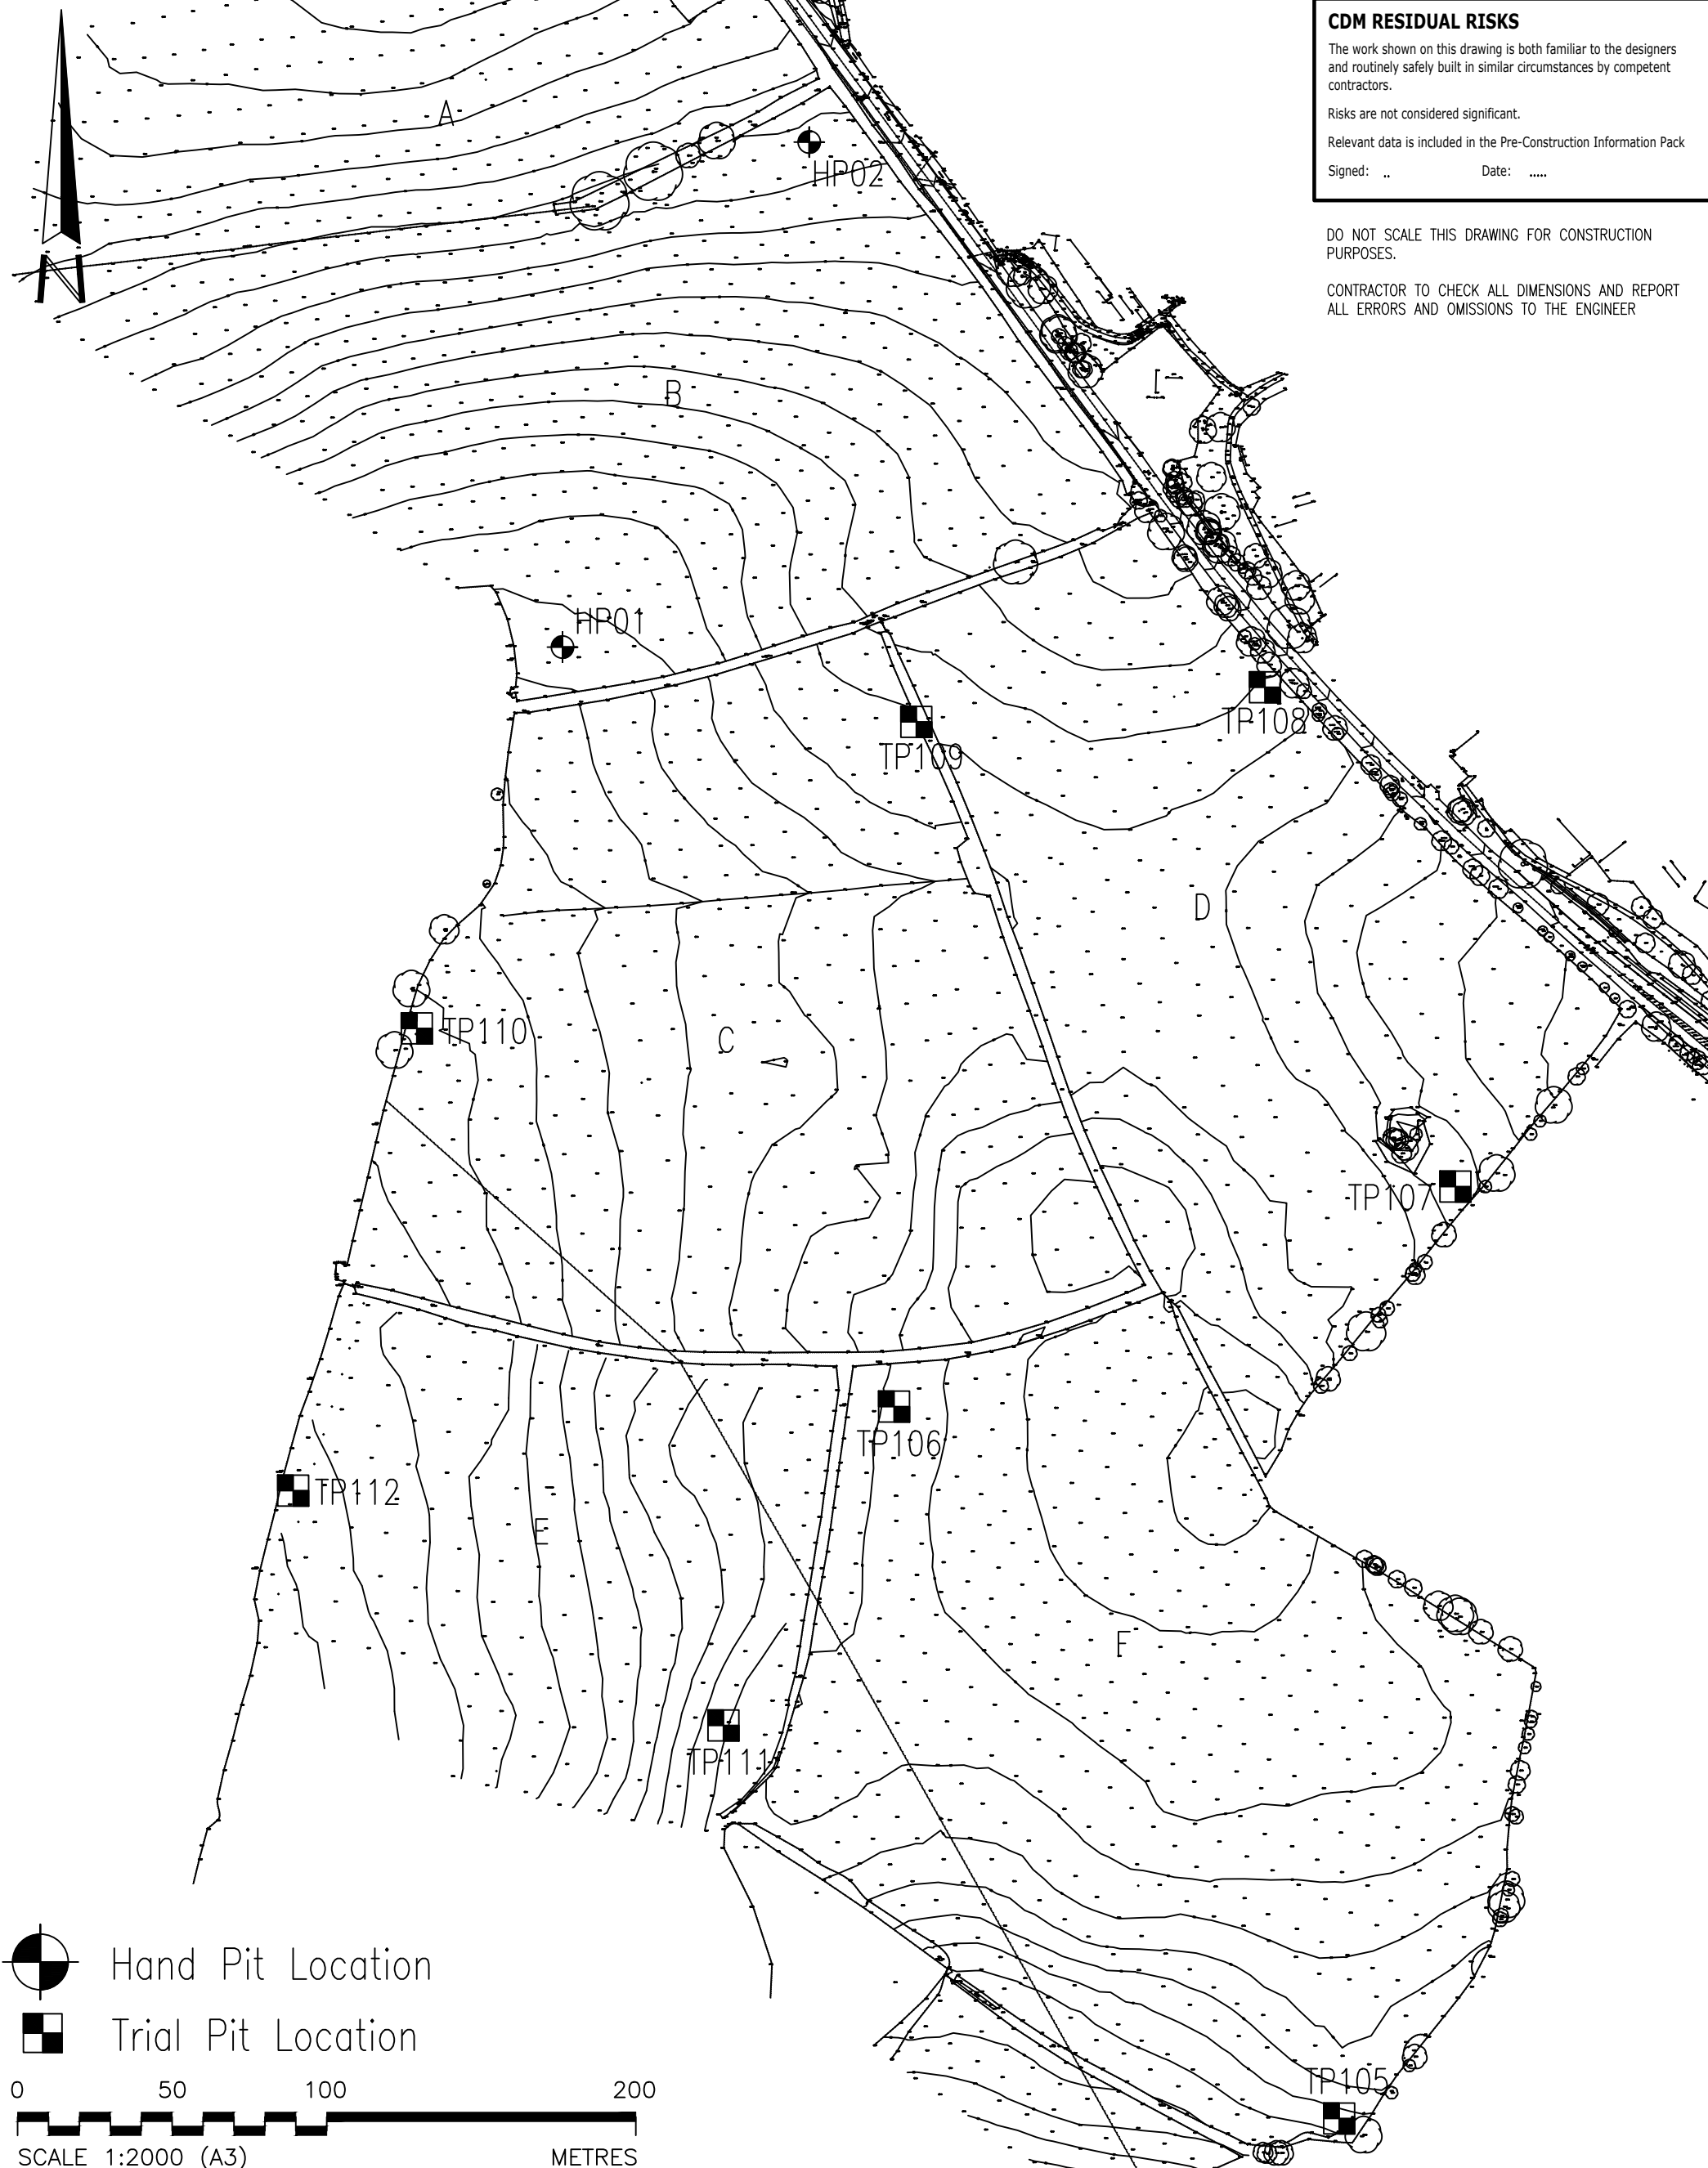 CDM RESIDUAL RISKS
The work shown on this drawing is both familiar to the designers
and routinely safely built in similar circumstances by competent
contractors.
Risks are not considered significant.
Relevant data is included in the Pre-Construction Information Pack
Signed: .. Date: .....
DO NOT SCALE THIS DRAWING FOR CONSTRUCTION
PURPOSES.
CONTRACTOR TO CHECK ALL DIMENSIONS AND REPORT
ALL ERRORS AND OMISSIONS TO THE ENGINEER
A
HP02
N
B
HP01
TP108
TP109
D
TP110
C
TP107
TP106
TP112
E
F
TP111
Hand Pit Location
Trial Pit Location
TP105
0 50 100 200
SCALE 1:2000 (A3) METRES